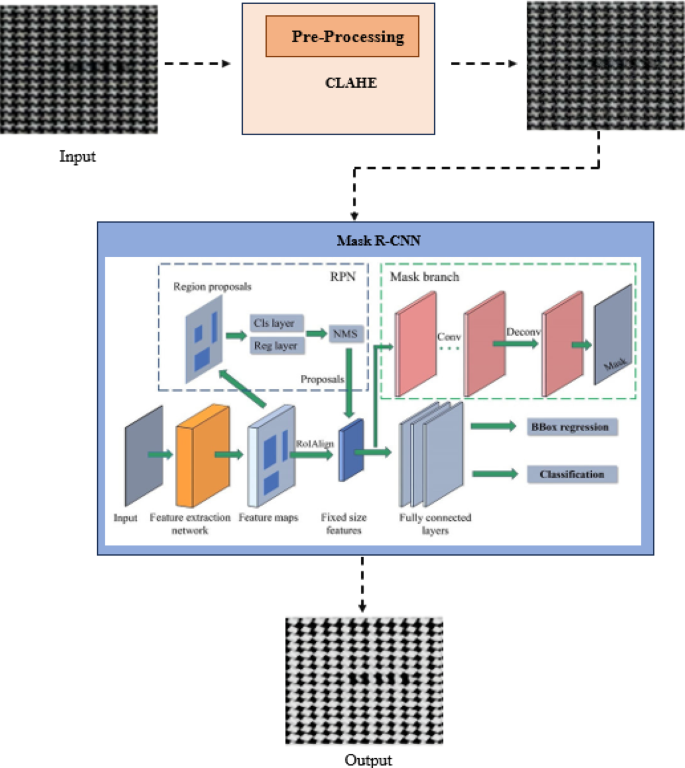 Pre-Processing
CLAHE
Input
Mask R-CNN
RPN
Mask branch
Region proposals
Cls layer
Reg layer
NMS
Conv
Deconv
Mask
Proposals
RoIAlign
BBox regression
Classification
Input
Feature extraction
network
Feature maps
Fixed size
features
Fully connected
layers
Output